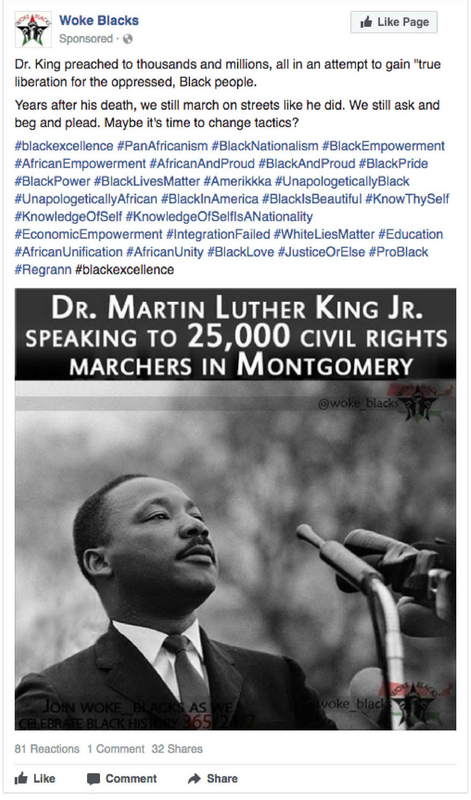 Woke Blacks
Like Page
Sponsored ·
Dr. King preached to thousands and millions, all in an attempt to gain "true
liberation for the oppressed, Black people.
Years after his death, we still march on streets like he did. We still ask and
beg and plead. Maybe it's time to change tactics?
#blackexcellence #PanAfricanism #BlackNationalism #BlackEmpowerment
#AfricanEmpowerment #AfricanAndProud #BlackAndProud #BlackPride
#BlackPower #BlackLivesMatter #Amerikkka #UnapologeticallyBlack
#UnapologeticallyAfrican #BlackInAmerica #BlackIsBeautiful #KnowThySelf
#KnowledgeOfSelf #KnowledgeOfSelfIsANationality
#EconomicEmpowerment #IntegrationFailed #WhiteLiesMatter #Education
#AfricanUnification #AfricanUnity #BlackLove #JusticeOrElse #ProBlack
#Regrann #blackexcellence
DR. MARTIN LUTHER KING JR.
SPEAKING TO 25,000 CIVIL RIGHTS
MARCHERS IN MONTGOMERY
@woke_blacks
JOIN WOKE_BLACKS AS WE
CELEBRATE BLACK HISTORY 365/24/7
woke_blacks
81 Reactions 1 Comment 32 Shares
Like Comment Share